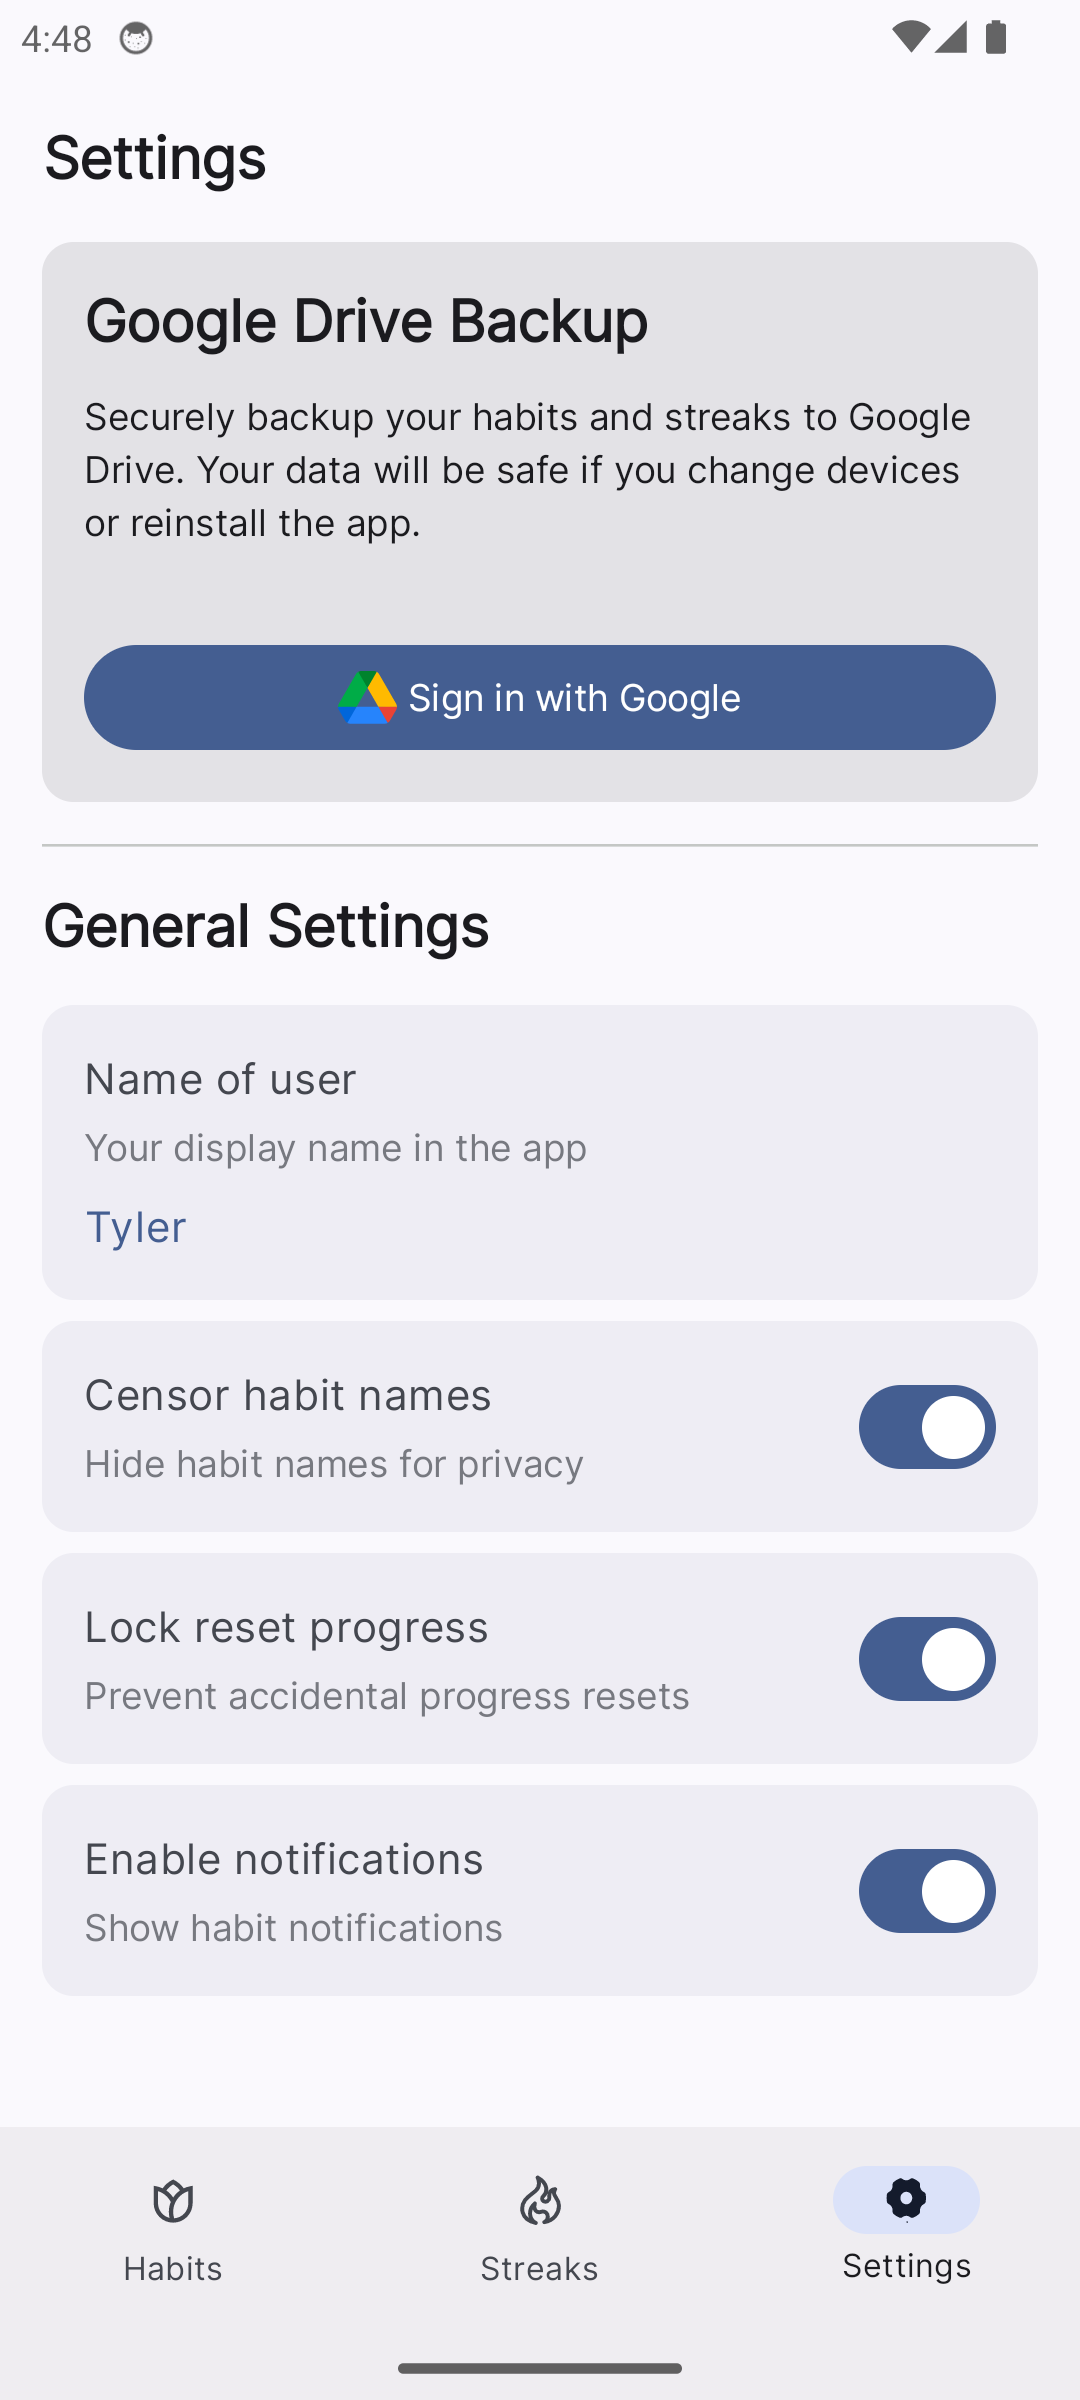 4:48
Settings
Google Drive Backup
Securely backup your habits and streaks to Google
Drive. Your data will be safe if you change devices
or reinstall the app.
Sign in with Google
General Settings
Name of user
Your display name in the app
Tyler
Censor habit names
Hide habit names for privacy
Lock reset progress
Prevent accidental progress resets
Enable notifications
Show habit notifications
Habits
Streaks
Settings